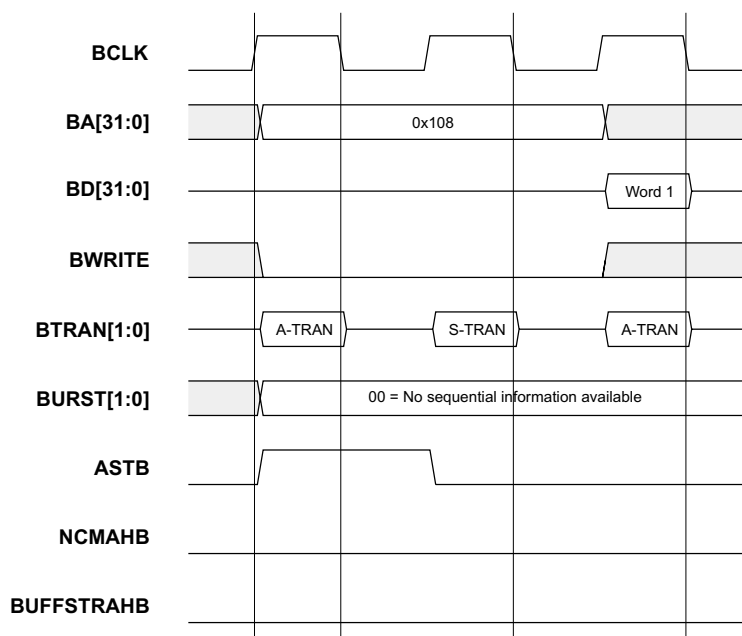 BCLK
BA[31:0]
0x108
BD[31:0]
Word 1
BWRITE
BTRAN[1:0]
A-TRAN
S-TRAN
A-TRAN
BURST[1:0]
00 = No sequential information available
ASTB
NCMAHB
BUFFSTRAHB